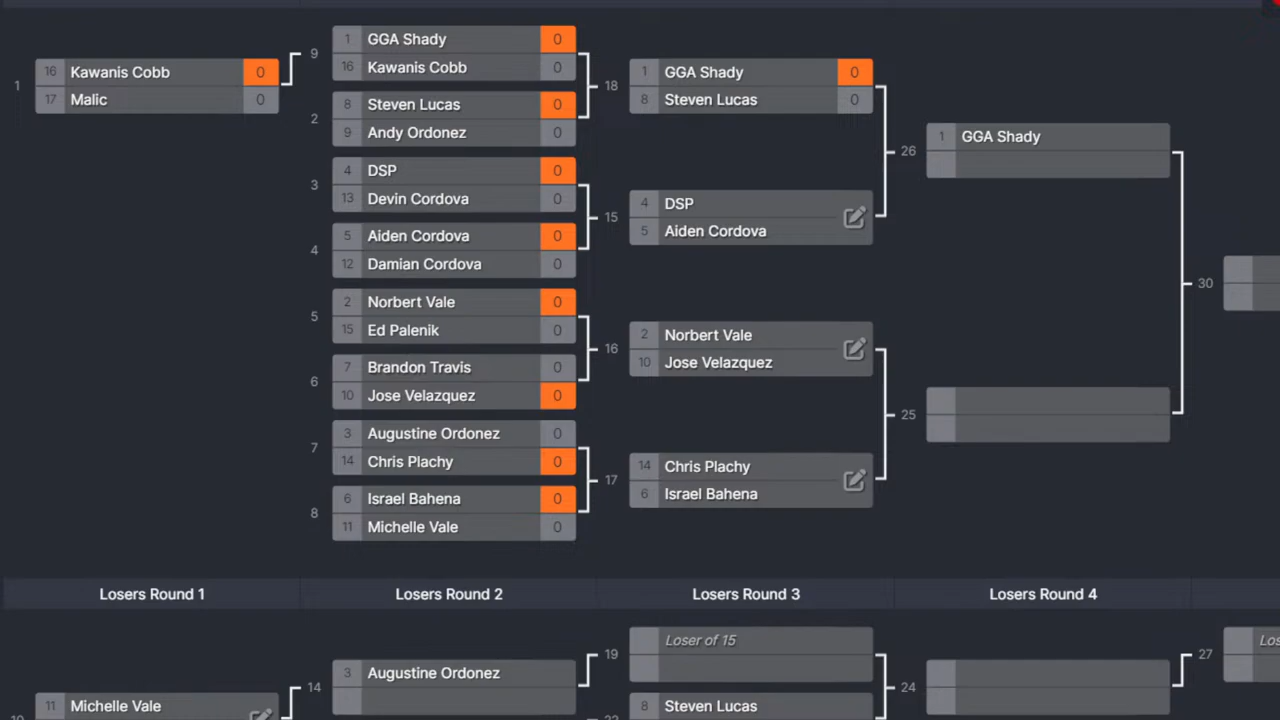 1
16 Kawanis Cobb 0
17 Malic 0
9
1 GGA Shady 0
16 Kawanis Cobb 0
2
8 Steven Lucas 0
9 Andy Ordonez 0
3
4 DSP 0
13 Devin Cordova 0
4
5 Aiden Cordova 0
12 Damian Cordova 0
5
2 Norbert Vale 0
15 Ed Palenik 0
6
7 Brandon Travis 0
10 Jose Velazquez 0
7
3 Augustine Ordonez 0
14 Chris Plachy 0
8
6 Israel Bahena 0
11 Michelle Vale 0
18
1 GGA Shady 0
8 Steven Lucas 0
15
4 DSP
5 Aiden Cordova
16
2 Norbert Vale
10 Jose Velazquez
17
14 Chris Plachy
6 Israel Bahena
26
1 GGA Shady
25
30
Losers Round 1
Losers Round 2
Losers Round 3
Losers Round 4
11 Michelle Vale
14
3 Augustine Ordonez
19
Loser of 15
8 Steven Lucas
24
27